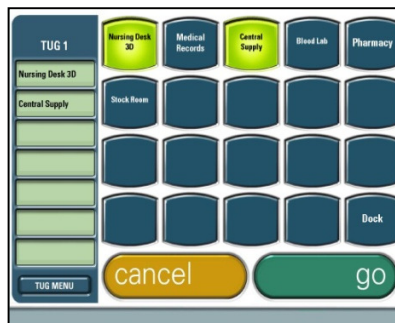 TUG 1
Nursing Desk 3D
Central Supply
TUG MENU
Nursing Desk
3D
Medical
Records
Central
Supply
Blood Lab
Pharmacy
Stock Room
Dock
cancel
go